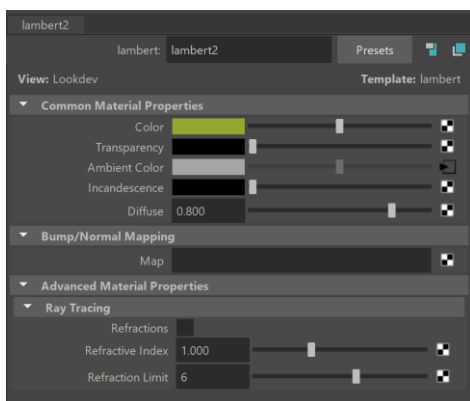 lambert2
lambert: lambert2 Presets
View: Lookdev Template: lambert
Common Material Properties
Color
Transparency
Ambient Color
Incandescence
Diffuse 0.800
Bump/Normal Mapping
Map
Advanced Material Properties
Ray Tracing
Refractions
Refractive Index 1.000
Refraction Limit 6